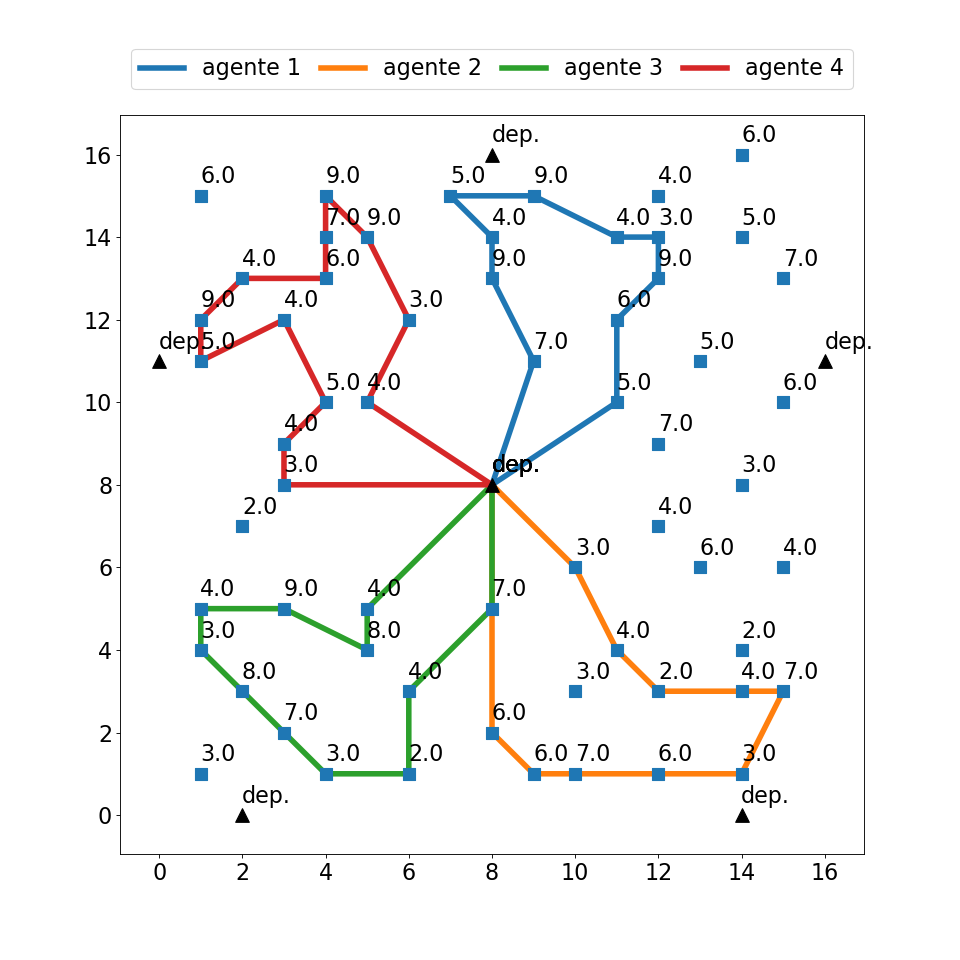 agente 1 agente 2 agente 3 agente 4
6.0
dep.
6.0 9.0 5.0 9.0 4.0
7.0 9.0 4.0 4.0 3.0 5.0
4.0 6.0 9.0 9.0 7.0
9.0 4.0 3.0 6.0
dep. 5.0 7.0 5.0 dep.
5.0 4.0 5.0 6.0
4.0 7.0
3.0 dep. 3.0
2.0 4.0
3.0 6.0 4.0
4.0 9.0 4.0 7.0
3.0 8.0 4.0 2.0
8.0 4.0 3.0 2.0 4.0 7.0
7.0 6.0
3.0 3.0 2.0 6.0 7.0 6.0 3.0
dep. dep.
16
14
12
10
8
6
4
2
0
0 2 4 6 8 10 12 14 16